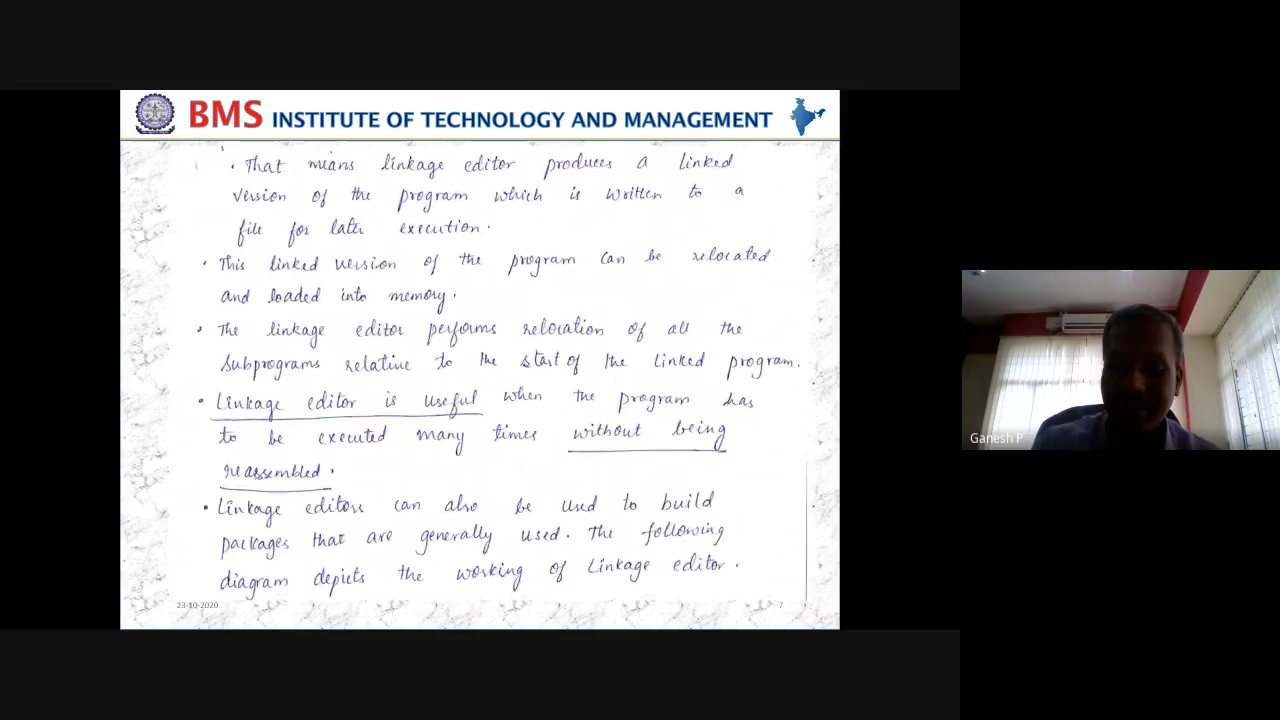 BMS INSTITUTE OF TECHNOLOGY AND MANAGEMENT
. That means linkage editor produces a linked
version of the program which is written to a
file for later execution.
• This linked version of the program can be relocated
and loaded into memory.
• The linkage editor performs relocation of all the
subprograms relative to the start of the linked program.
• Linkage editor is useful when the program has
to be executed many times without being
reassembled.
• Linkage editors can also be used to build
packages that are generally used. The following
diagram depicts the working of Linkage editor.
23-10-2020
7
Ganesh P